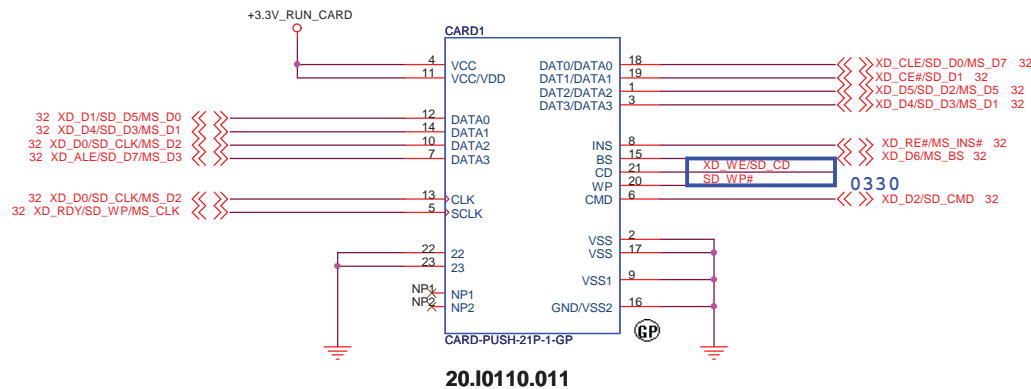 +3.3V_RUN_CARD
CARD1
4 VCC DAT0/DATA0 18 XD_CLE/SD_D0/MS_D7 32
11 VCC/VDD DAT1/DATA1 19 XD_CE#/SD_D1 32
DAT2/DATA2 1 XD_D5/SD_D2/MS_D5 32
DAT3/DATA3 3 XD_D4/SD_D3/MS_D1 32
32 XD_D1/SD_D5/MS_D0 12 DATA0
32 XD_D4/SD_D3/MS_D1 14 DATA1
32 XD_D0/SD_CLK/MS_D2 10 DATA2 INS 8 XD_RE#/MS_INS# 32
32 XD_ALE/SD_D7/MS_D3 7 DATA3 BS 15 XD_D6/MS_BS 32
CD 21 XD_WE/SD_CD
WP 20 SD_WP# 0330
32 XD_D0/SD_CLK/MS_D2 13 CLK CMD 6 XD_D2/SD_CMD 32
32 XD_RDY/SD_WP/MS_CLK 5 SCLK
VSS 2
22 22 VSS 17
23 23
VSS1 9
NP1 NP1
NP2 NP2 GND/VSS2 16
GP
CARD-PUSH-21P-1-GP
20.I0110.011